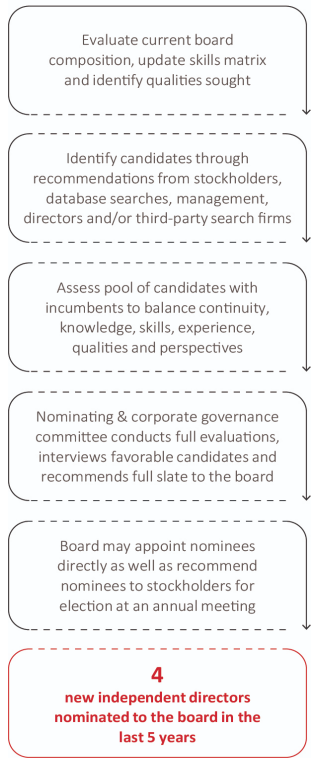 Evaluate current board
composition, update skills matrix
and identify qualities sought
Identify candidates through
recommendations from stockholders,
database searches, management,
directors and/or third-party search firms
Assess pool of candidates with
incumbents to balance continuity,
knowledge, skills, experience,
qualities and perspectives
Nominating & corporate governance
committee conducts full evaluations,
interviews favorable candidates and
recommends full slate to the board
Board may appoint nominees
directly as well as recommend
nominees to stockholders for
election at an annual meeting
4
new independent directors
nominated to the board in the
last 5 years